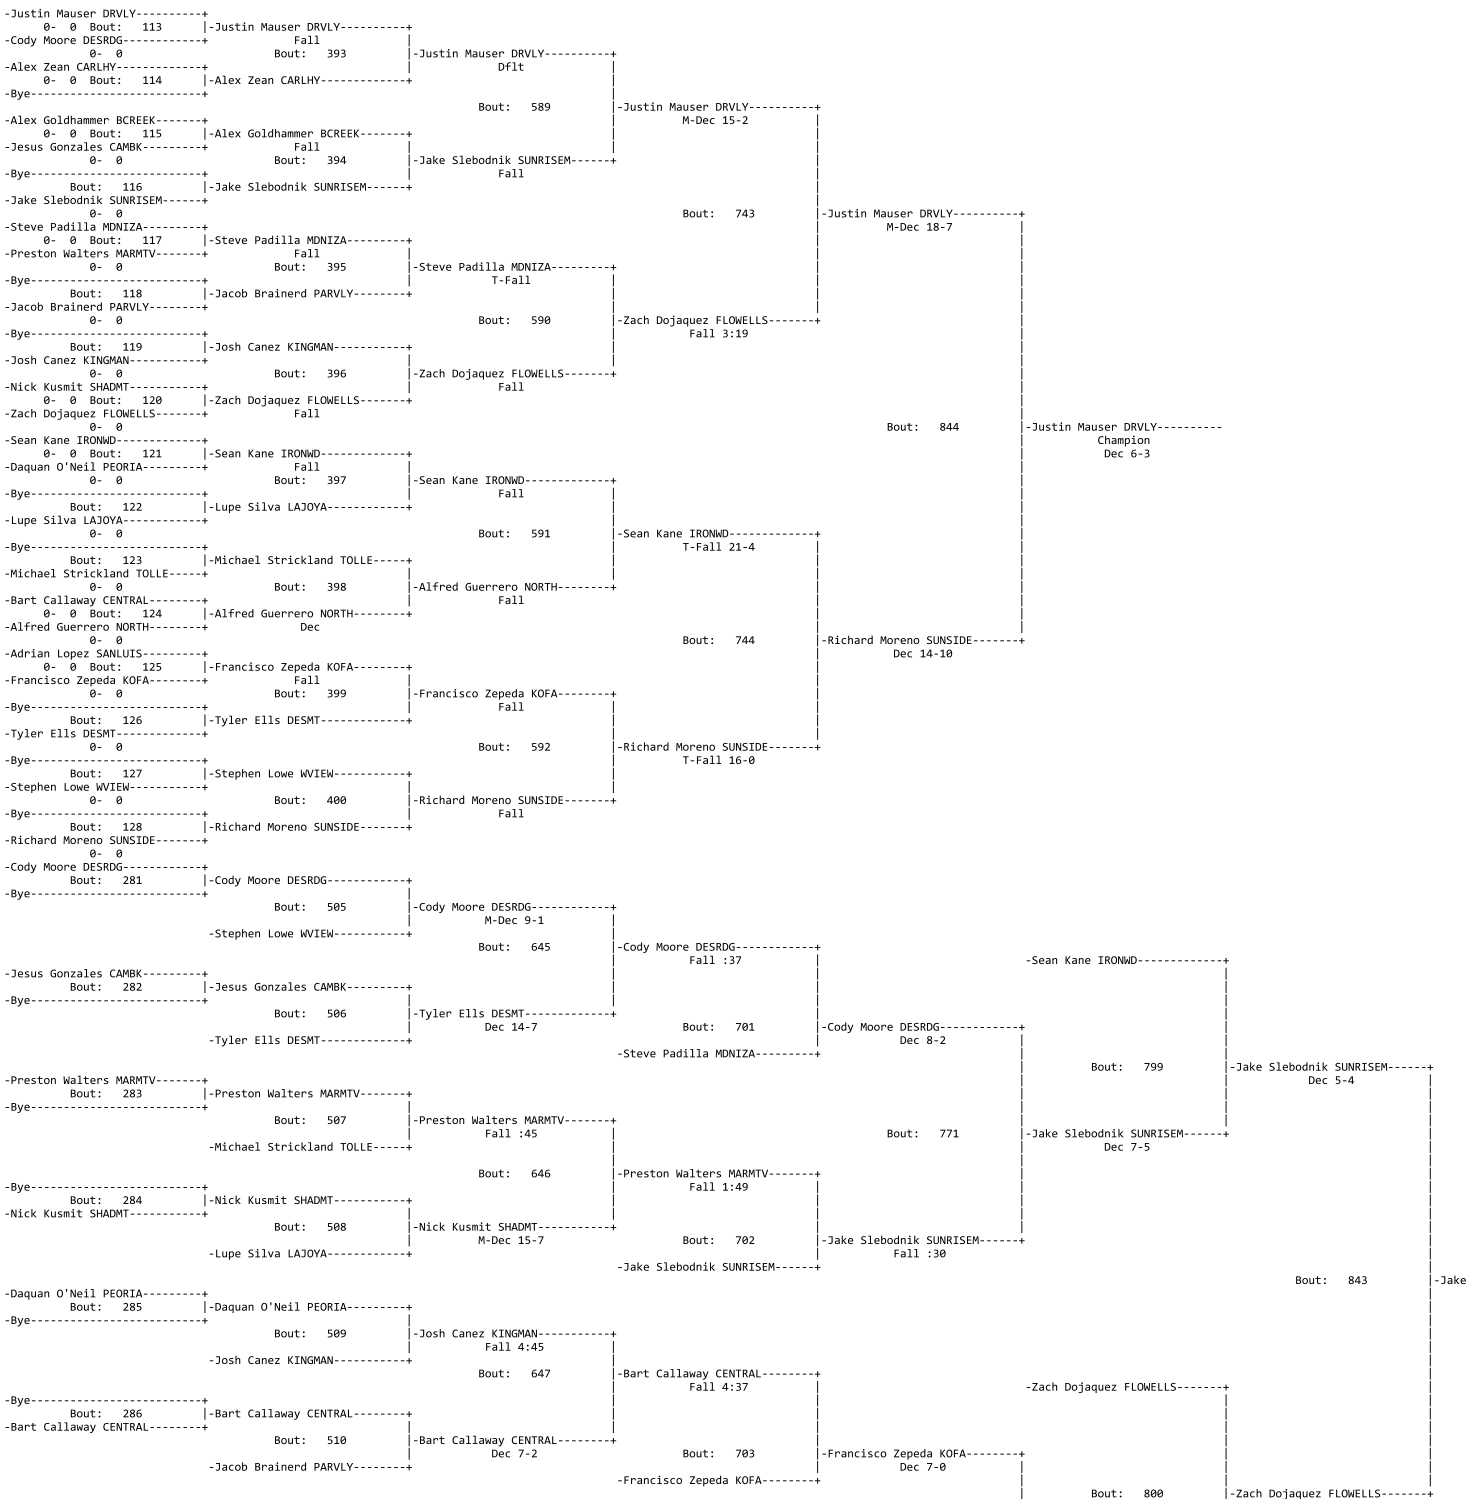 -Justin Mauser DRVLY----------+
0- 0 Bout: 113 |-Justin Mauser DRVLY----------+
-Cody Moore DESRDG------------+ Fall |
0- 0 Bout: 393 |-Justin Mauser DRVLY----------+
-Alex Zean CARLHY-------------+ | Dflt |
0- 0 Bout: 114 |-Alex Zean CARLHY-------------+ |
-Bye--------------------------+ |
Bout: 589 |-Justin Mauser DRVLY----------+
-Alex Goldhammer BCREEK-------+ | M-Dec 15-2 |
0- 0 Bout: 115 |-Alex Goldhammer BCREEK-------+ | |
-Jesus Gonzales CAMBK---------+ Fall | | |
0- 0 Bout: 394 |-Jake Slebodnik SUNRISEM------+ |
-Bye--------------------------+ | Fall |
Bout: 116 |-Jake Slebodnik SUNRISEM------+ |
-Jake Slebodnik SUNRISEM------+ |
0- 0 Bout: 743 |-Justin Mauser DRVLY----------+
-Steve Padilla MDNIZA---------+ | M-Dec 18-7 |
0- 0 Bout: 117 |-Steve Padilla MDNIZA---------+ | |
-Preston Walters MARMTV-------+ Fall | | |
0- 0 Bout: 395 |-Steve Padilla MDNIZA---------+ | |
-Bye--------------------------+ | T-Fall | | |
Bout: 118 |-Jacob Brainerd PARVLY--------+ | | |
-Jacob Brainerd PARVLY--------+ | | |
0- 0 Bout: 590 |-Zach Dojaquez FLOWELLS-------+ |
-Bye--------------------------+ | Fall 3:19 |
Bout: 119 |-Josh Canez KINGMAN-----------+ | |
-Josh Canez KINGMAN-----------+ | | |
0- 0 Bout: 396 |-Zach Dojaquez FLOWELLS-------+ |
-Nick Kusmit SHADMT-----------+ | Fall |
0- 0 Bout: 120 |-Zach Dojaquez FLOWELLS-------+ |
-Zach Dojaquez FLOWELLS-------+ Fall |
0- 0 Bout: 844 |-Justin Mauser DRVLY----------
-Sean Kane IRONWD-------------+ | Champion
0- 0 Bout: 121 |-Sean Kane IRONWD-------------+ | Dec 6-3
-Daquan O'Neil PEORIA---------+ Fall | |
0- 0 Bout: 397 |-Sean Kane IRONWD-------------+ |
-Bye--------------------------+ | Fall | |
Bout: 122 |-Lupe Silva LAJOYA------------+ | |
-Lupe Silva LAJOYA------------+ | |
0- 0 Bout: 591 |-Sean Kane IRONWD-------------+ |
-Bye--------------------------+ | T-Fall 21-4 | |
Bout: 123 |-Michael Strickland TOLLE-----+ | | |
-Michael Strickland TOLLE-----+ | | | |
0- 0 Bout: 398 |-Alfred Guerrero NORTH--------+ | |
-Bart Callaway CENTRAL--------+ | Fall | |
0- 0 Bout: 124 |-Alfred Guerrero NORTH--------+ | |
-Alfred Guerrero NORTH--------+ Dec | |
0- 0 Bout: 744 |-Richard Moreno SUNSIDE-------+
-Adrian Lopez SANLUIS---------+ | Dec 14-10
0- 0 Bout: 125 |-Francisco Zepeda KOFA--------+ |
-Francisco Zepeda KOFA--------+ Fall | |
0- 0 Bout: 399 |-Francisco Zepeda KOFA--------+ |
-Bye--------------------------+ | Fall | |
Bout: 126 |-Tyler Ells DESMT-------------+ | |
-Tyler Ells DESMT-------------+ | |
0- 0 Bout: 592 |-Richard Moreno SUNSIDE-------+
-Bye--------------------------+ | T-Fall 16-0
Bout: 127 |-Stephen Lowe WVIEW-----------+ |
-Stephen Lowe WVIEW-----------+ | |
0- 0 Bout: 400 |-Richard Moreno SUNSIDE-------+
-Bye--------------------------+ | Fall
Bout: 128 |-Richard Moreno SUNSIDE-------+
-Richard Moreno SUNSIDE-------+
0- 0
-Cody Moore DESRDG------------+
Bout: 281 |-Cody Moore DESRDG------------+
-Bye--------------------------+ |
Bout: 505 |-Cody Moore DESRDG------------+
| M-Dec 9-1 |
-Stephen Lowe WVIEW-----------+ |
Bout: 645 |-Cody Moore DESRDG------------+
| Fall :37 | -Sean Kane IRONWD-------------+
-Jesus Gonzales CAMBK---------+ | | |
Bout: 282 |-Jesus Gonzales CAMBK---------+ | | |
-Bye--------------------------+ | | | |
Bout: 506 |-Tyler Ells DESMT-------------+ | |
| Dec 14-7 Bout: 701 |-Cody Moore DESRDG------------+ |
-Tyler Ells DESMT-------------+ | Dec 8-2 | |
-Steve Padilla MDNIZA---------+ | |
Bout: 799 |-Jake Slebodnik SUNRISEM------+
-Preston Walters MARMTV-------+ | | Dec 5-4 |
Bout: 283 |-Preston Walters MARMTV-------+ | | |
-Bye--------------------------+ | | | |
Bout: 507 |-Preston Walters MARMTV-------+ | | |
| Fall :45 | Bout: 771 |-Jake Slebodnik SUNRISEM------+ |
-Michael Strickland TOLLE-----+ | | Dec 7-5 |
Bout: 646 |-Preston Walters MARMTV-------+ | |
-Bye--------------------------+ | Fall 1:49 | | |
Bout: 284 |-Nick Kusmit SHADMT-----------+ | | | |
-Nick Kusmit SHADMT-----------+ | | | | |
Bout: 508 |-Nick Kusmit SHADMT-----------+ | | |
| M-Dec 15-7 Bout: 702 |-Jake Slebodnik SUNRISEM------+ |
-Lupe Silva LAJOYA------------+ | Fall :30 |
-Jake Slebodnik SUNRISEM------+ |
Bout: 843 |-Jake
-Daquan O'Neil PEORIA---------+ |
Bout: 285 |-Daquan O'Neil PEORIA---------+ |
-Bye--------------------------+ | |
Bout: 509 |-Josh Canez KINGMAN-----------+ |
| Fall 4:45 | |
-Josh Canez KINGMAN-----------+ | |
Bout: 647 |-Bart Callaway CENTRAL--------+ |
| Fall 4:37 | -Zach Dojaquez FLOWELLS-------+ |
-Bye--------------------------+ | | | |
Bout: 286 |-Bart Callaway CENTRAL--------+ | | | |
-Bart Callaway CENTRAL--------+ | | | | |
Bout: 510 |-Bart Callaway CENTRAL--------+ | | |
| Dec 7-2 Bout: 703 |-Francisco Zepeda KOFA--------+ | |
-Jacob Brainerd PARVLY--------+ | Dec 7-0 | | |
-Francisco Zepeda KOFA--------+ | | |
| Bout: 800 |-Zach Dojaquez FLOWELLS-------+